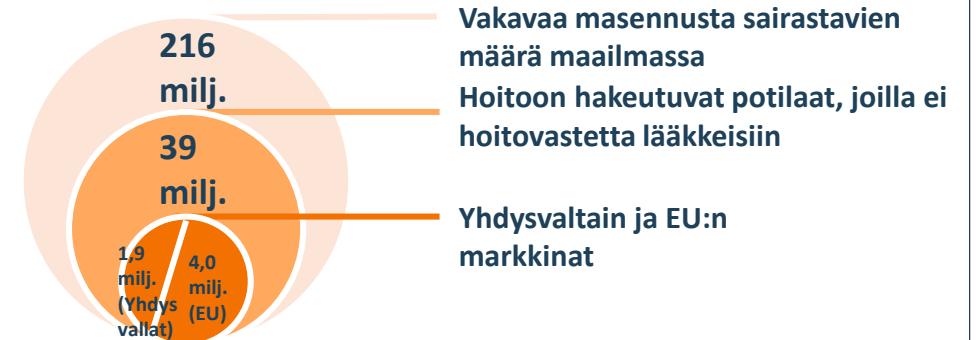 216
milj.
39
milj.
1,9
milj.
(Yhdys
vallat)
4,0
milj.
(EU)
Vakavaa masennusta sairastavien
määrä maailmassa
Hoitoon hakeutuvat potilaat, joilla ei
hoitovastetta lääkkeisiin
Yhdysvaltain ja EU:n
markkinat